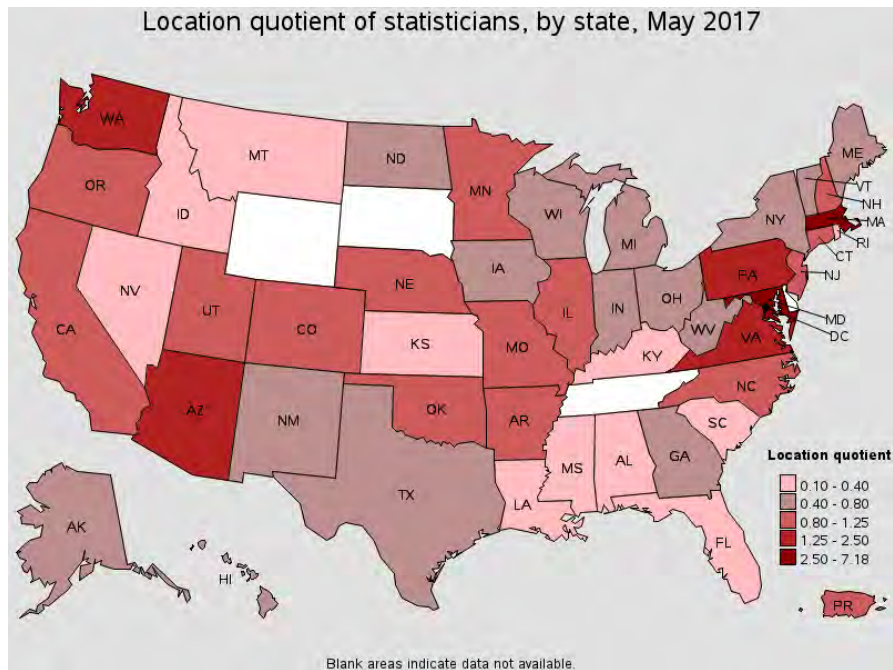 Location quotient of statisticians, by state, May 2017
WA
MT
ND
MN
ME
OR
ID
WI
MI
NY
VT
NH
MA
RI
CT
NV
UT
CO
NE
IA
IL
IN
OH
PA
NJ
CA
KS
MO
KY
WV
VA
MD
DC
AZ
NM
OK
AR
NC
TX
LA
MS
AL
GA
SC
FL
AK
HI
PR
Location quotient
0.10 - 0.40
0.40 - 0.80
0.80 - 1.25
1.25 - 2.50
2.50 - 7.18
Blank areas indicate data not available.